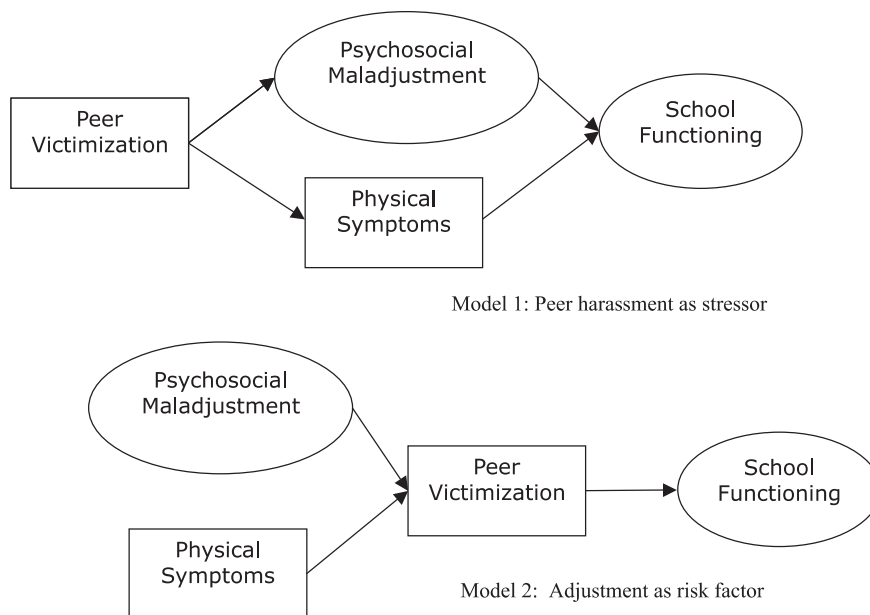 Psychosocial
Maladjustment
Peer
Victimization
School
Functioning
Physical
Symptoms
Model 1: Peer harassment as stressor
Psychosocial
Maladjustment
Peer
Victimization
School
Functioning
Physical
Symptoms
Model 2:  Adjustment as risk factor